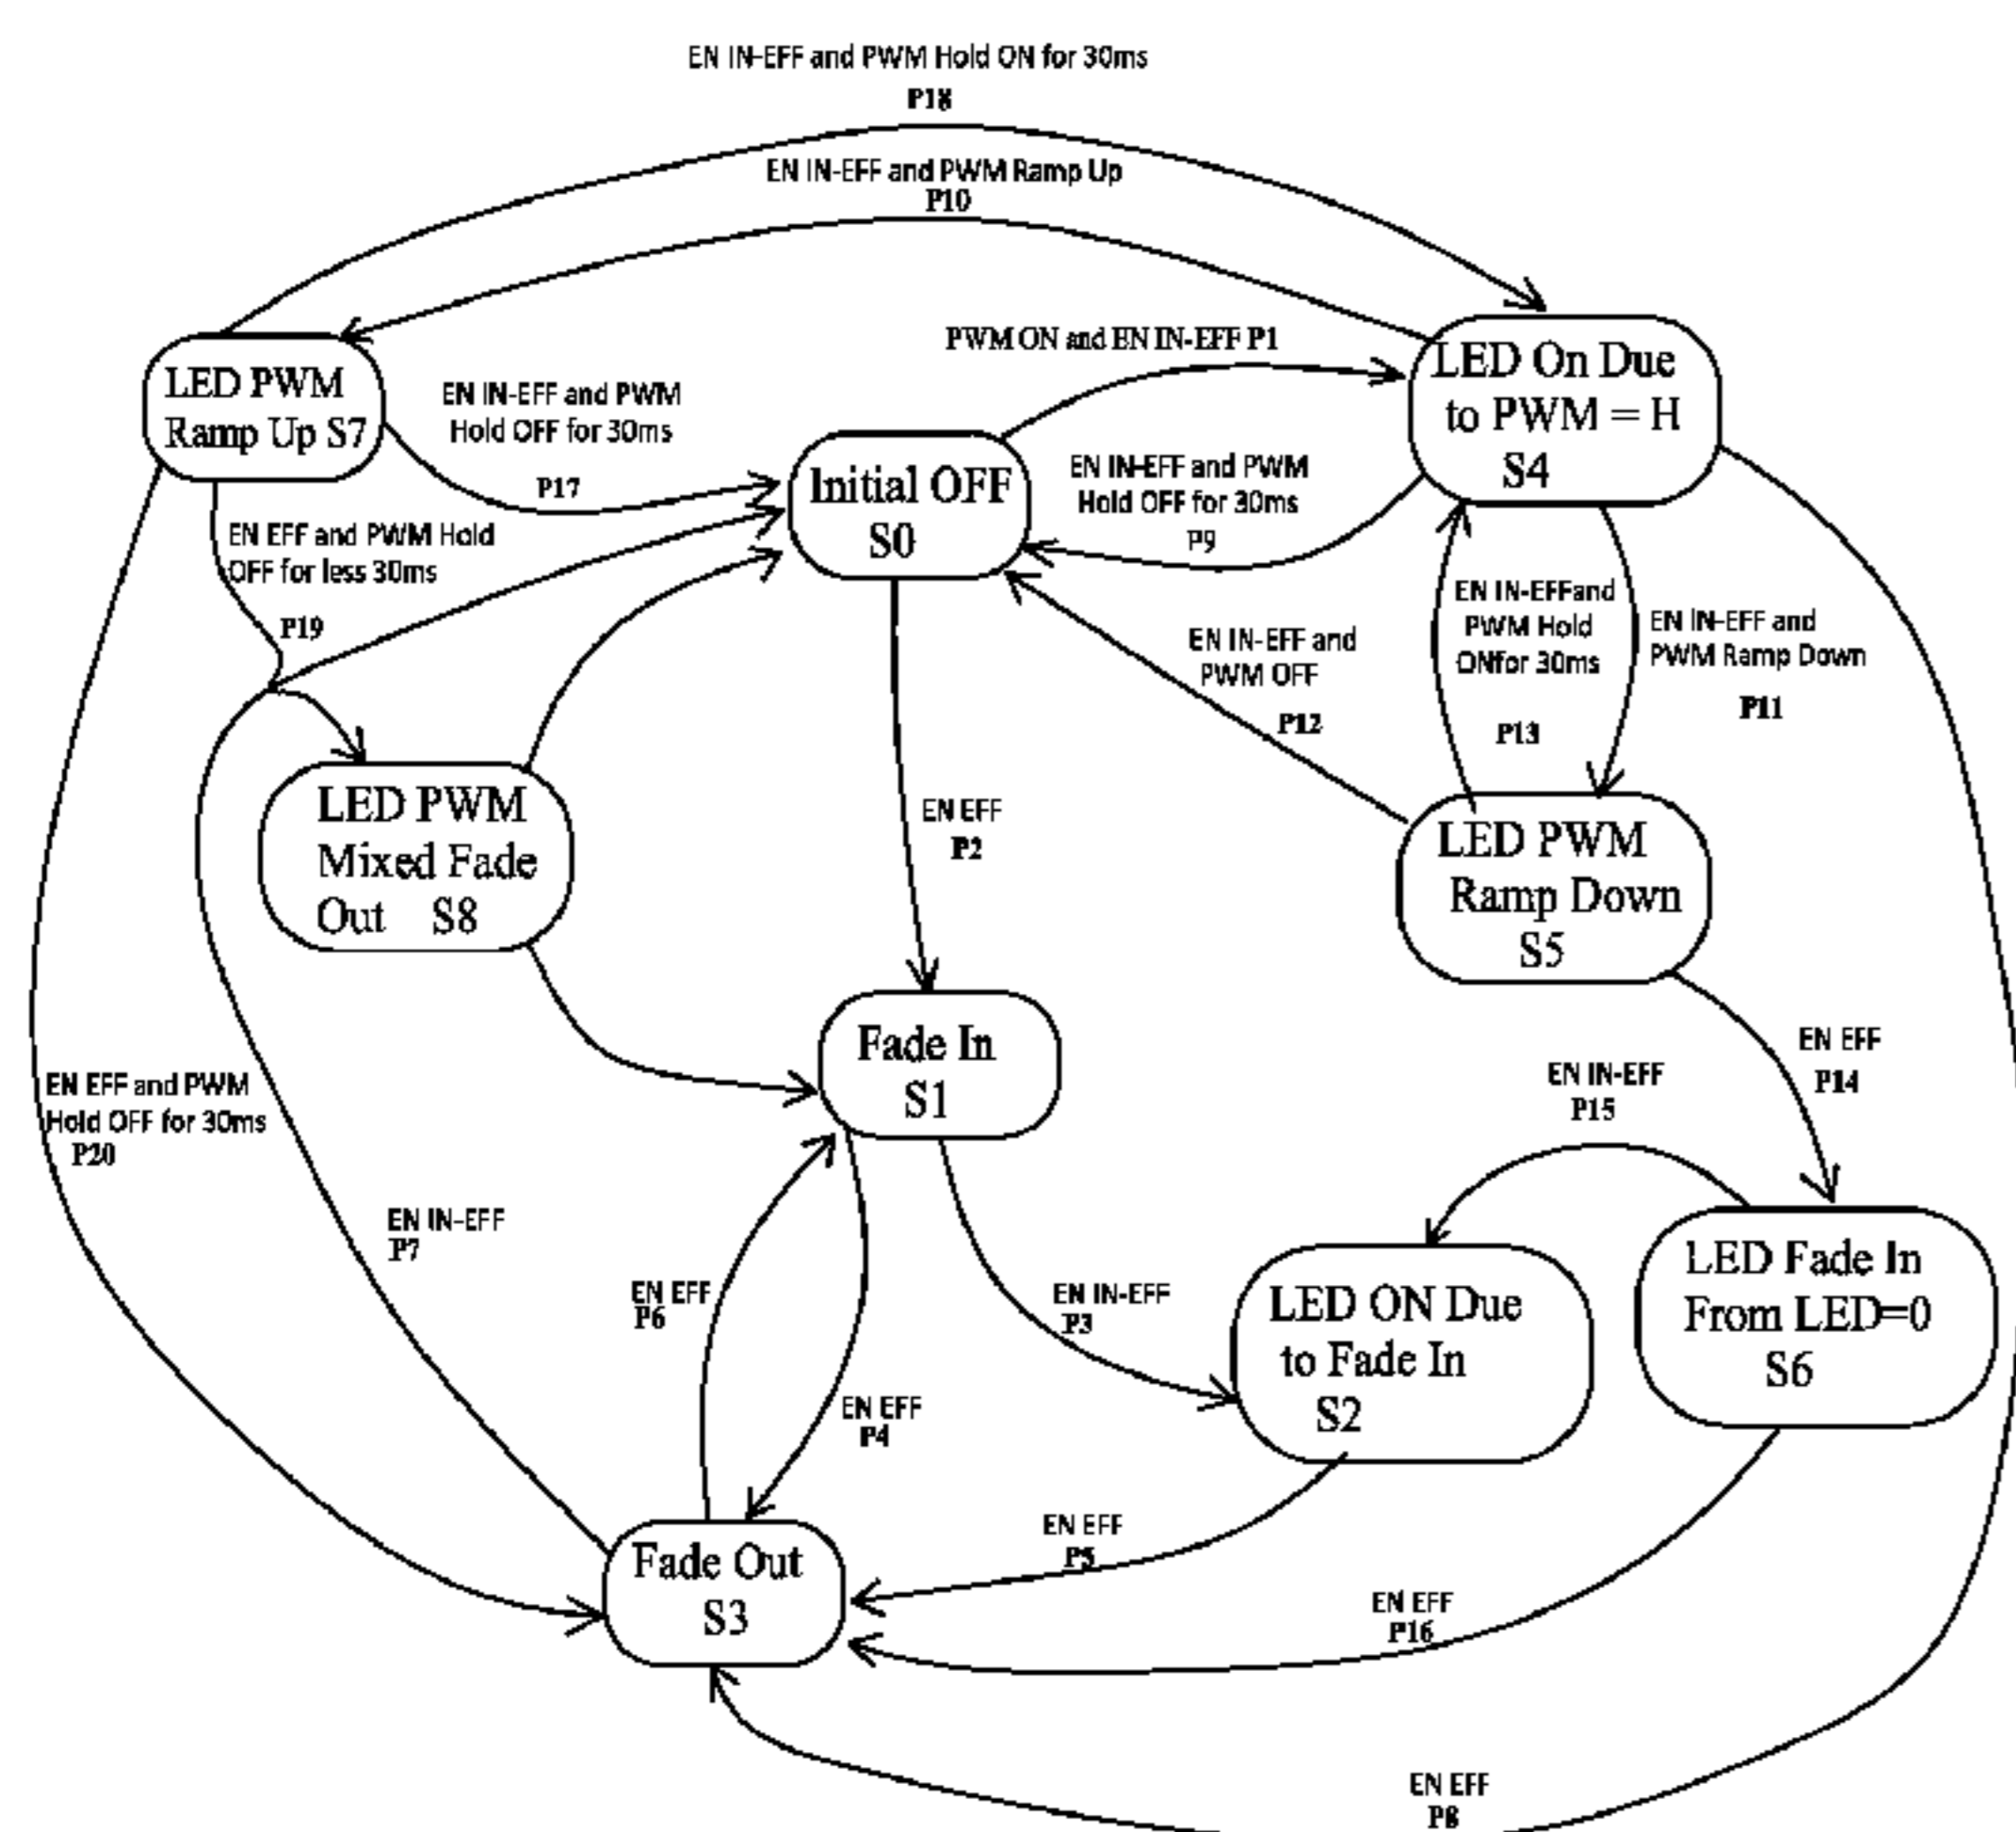 EN IN-EFF and PWM Hold ON for 30ms
P18
EN IN-EFF and PWM Ramp Up
P10
PWM ON and EN IN-EFF P1
LED On Due
to PWM = H
S4
LED PWM
Ramp Up S7
EN IN-EFF and PWM
Hold OFF for 30ms
P17
Initial OFF
S0
EN IN-EFF and PWM
Hold OFF for 30ms
P9
EN EFF and PWM Hold
OFF for less 30ms
P19
EN IN-EFF and
PWM OFF
P12
EN IN-EFFand
PWM Hold
ONfor 30ms
P13
EN IN-EFF and
PWM Ramp Down
P11
LED PWM
Mixed Fade
Out S8
EN EFF
P2
LED PWM
Ramp Down
S5
Fade In
S1
EN EFF
P14
EN IN-EFF
P15
EN EFF and PWM
Hold OFF for 30ms
P20
EN IN-EFF
P7
EN EFF
P6
EN IN-EFF
P3
LED ON Due
to Fade In
S2
LED Fade In
From LED=0
S6
EN EFF
P4
EN EFF
P5
Fade Out
S3
EN EFF
P16
EN EFF
P8